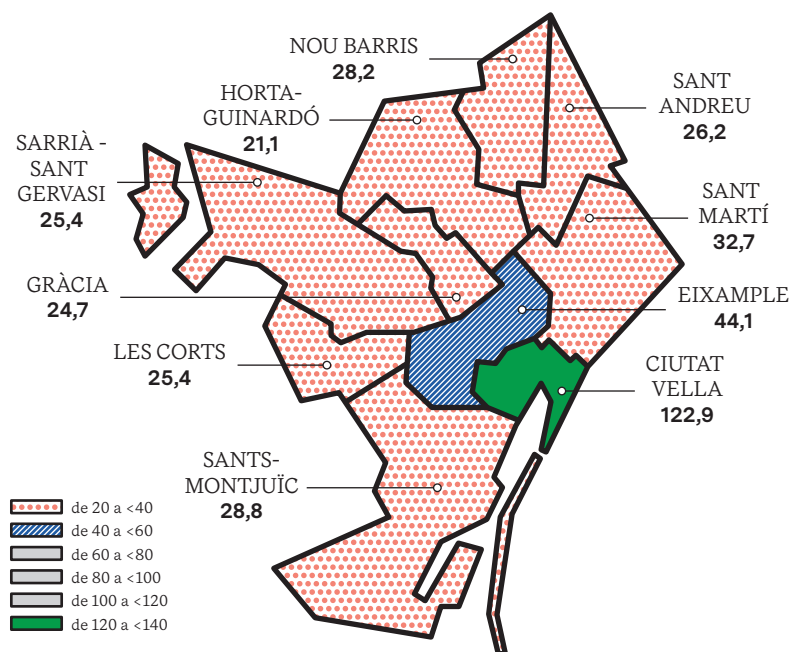 NOU BARRIS
28,2
HORTA-
GUINARDÓ
21,1
SANT
ANDREU
26,2
SARRIÀ -
SANT
GERVASI
25,4
SANT
MARTÍ
32,7
GRÀCIA
24,7
EIXAMPLE
44,1
LES CORTS
25,4
CIUTAT
VELLA
122,9
SANTS-
MONTJUÏC
28,8
de 20 a <40
de 40 a <60
de 60 a <80
de 80 a <100
de 100 a <120
de 120 a <140